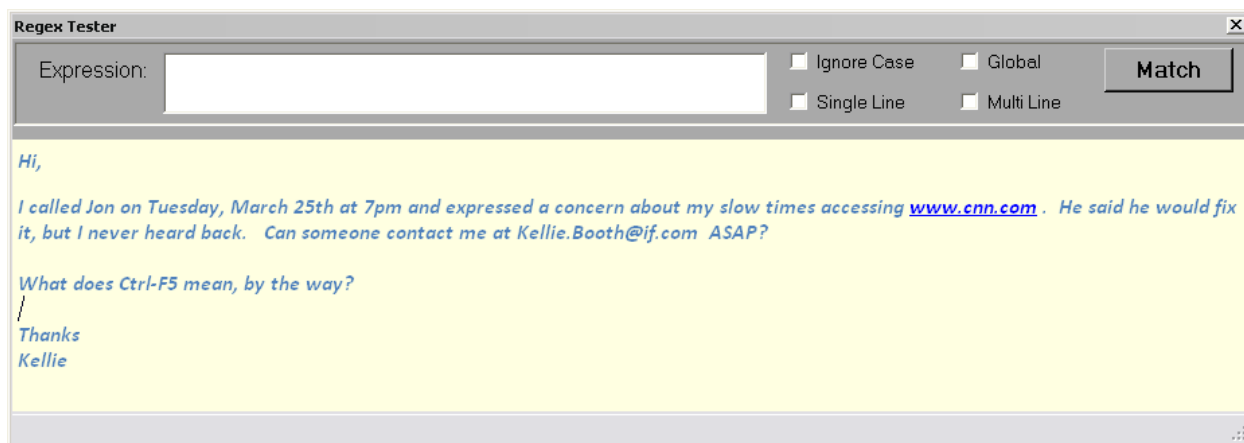 Regex Tester
Expression:
Ignore Case
Global
Match
Single Line
Multi Line
Hi,
I called Jon on Tuesday, March 25th at 7pm and expressed a concern about my slow times accessing www.cnn.com .  He said he would fix
it, but I never heard back.   Can someone contact me at Kellie.Booth@if.com  ASAP?
What does Ctrl-F5 mean, by the way?
Thanks
Kellie